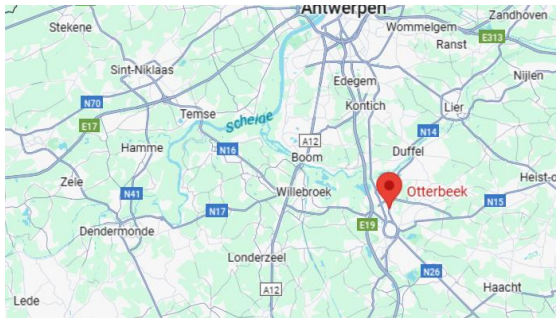 Antwerpen
Zandhoven
Stekene
Wommelgem
Ranst
E313
Edegem
Sint-Niklaas
Nijlen
Kontich
Lier
N70
Temse
Schelde
E17
N14
A12
Hamme
N16
Boom
Duffel
Zele
Heist-o
N41
Willebroek
Otterbeek
N15
N17
E19
Dendermonde
Londerzeel
N26
A12
Haacht
Lede